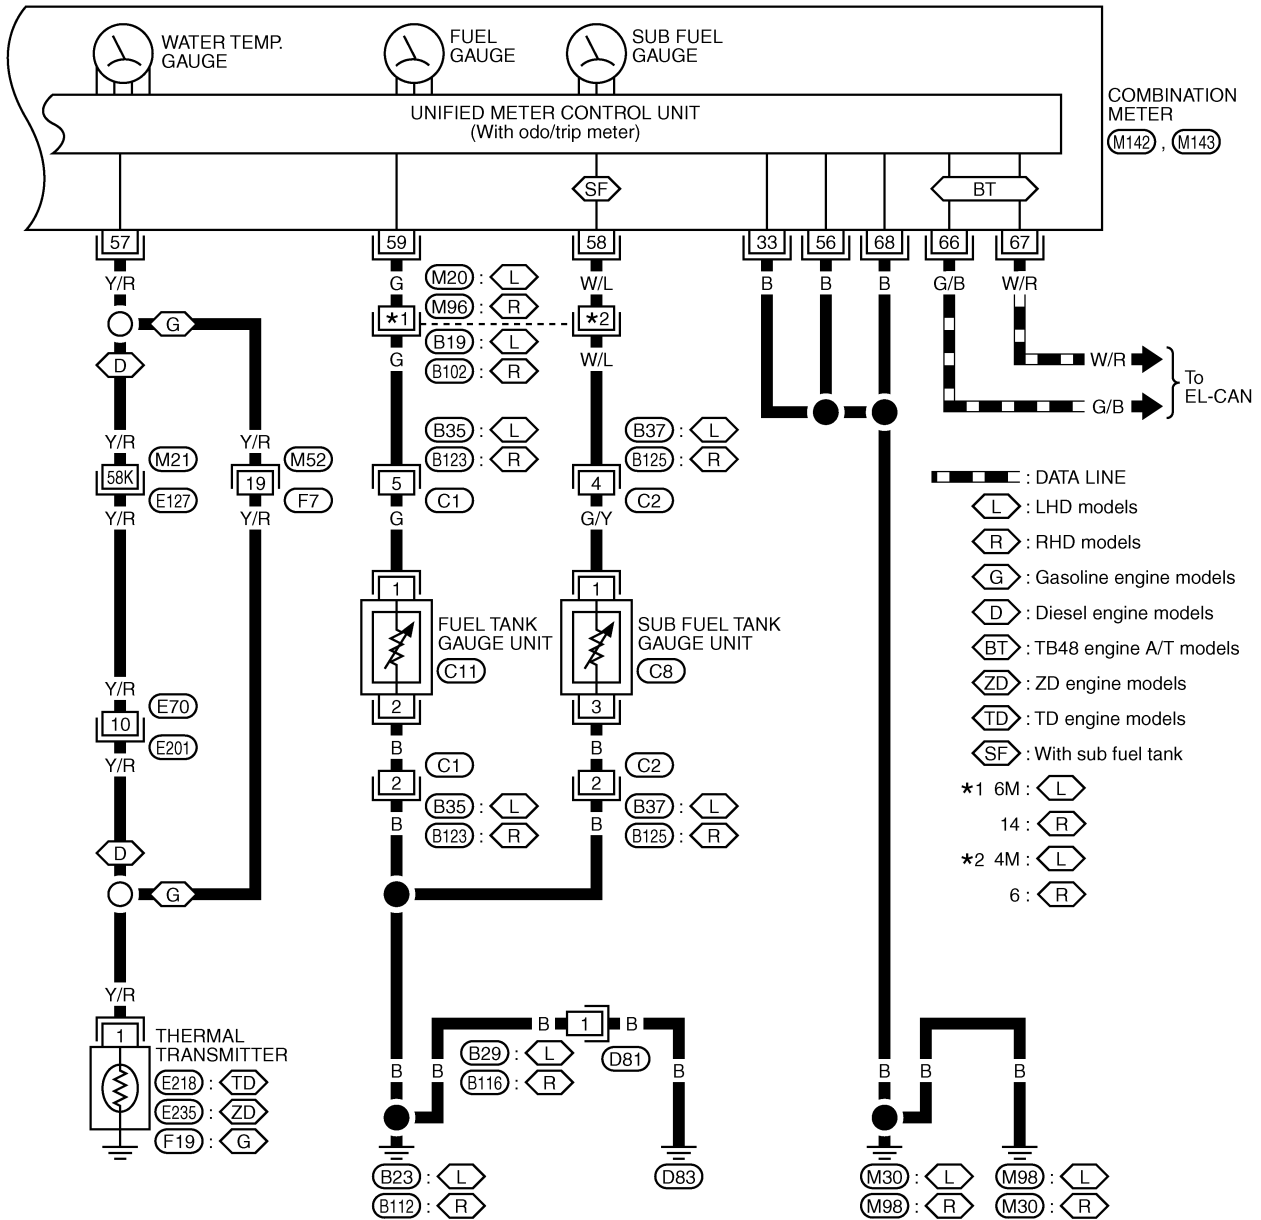 WATER TEMP.
GAUGE
FUEL
GAUGE
SUB FUEL
GAUGE
UNIFIED METER CONTROL UNIT
(With odo/trip meter)
COMBINATION
METER
M142 , M143
SF
BT
57 59 58 33 56 68 66 67
Y/R G W/L B B B G/B W/R
M20 : L
M96 : R
*1 *2
B19 : L
B102 : R
G
D
G W/L
W/R
G/B
To
EL-CAN
B35 : L
B123 : R
B37 : L
B125 : R
Y/R Y/R
M21
58K
E127
M52
19
F7
5
C1
4
C2
Y/R Y/R G G/Y
: DATA LINE
L : LHD models
R : RHD models
G : Gasoline engine models
D : Diesel engine models
BT : TB48 engine A/T models
ZD : ZD engine models
TD : TD engine models
SF : With sub fuel tank
*1 6M : L
14 : R
*2 4M : L
6 : R
1
FUEL TANK
GAUGE UNIT
C11
2
1
SUB FUEL TANK
GAUGE UNIT
C8
3
Y/R
E70
10
E201
Y/R
B B
C1
2
B35 : L
B123 : R
B
C2
2
B37 : L
B125 : R
B
D
G
Y/R
1
THERMAL
TRANSMITTER
E218 : TD
E235 : ZD
F19 : G
B 1 B
B29 : L
B116 : R
D81
B B B B B B
B23 : L
B112 : R
D83
M30 : L
M98 : R
M98 : L
M30 : R